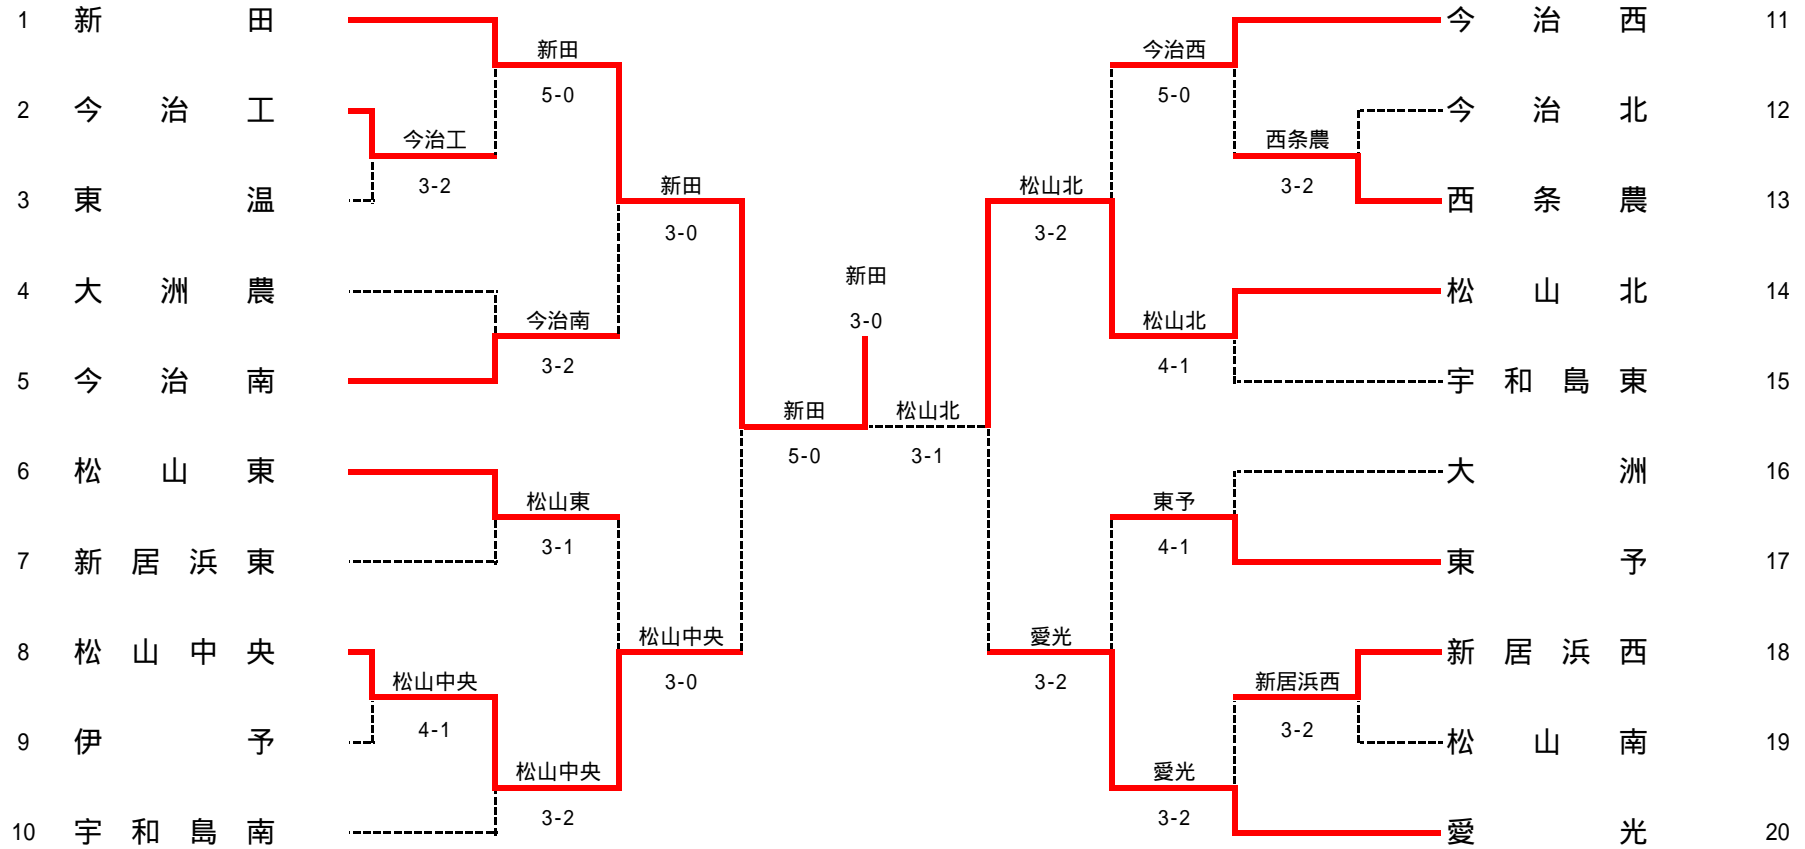 1 新田 今治西 11
新田 今治西
5-0 5-0
2 今治工 今治北 12
今治工 西条農
3-2 3-2
3 東温 西条農 13
新田 松山北
3-0 3-2
4 大洲農 新田 松山北 14
今治南 3-0 松山北
3-2 4-1
5 今治南 宇和島東 15
新田 松山北
5-0 3-1
6 松山東 大洲 16
松山東 東予
3-1 4-1
7 新居浜東 東予 17
松山中央 愛光
8 松山中央 新居浜西 18
松山中央 3-0 3-2 新居浜西
4-1 3-2
9 伊予 松山南 19
松山中央 愛光
3-2 3-2
10 宇和島南 愛光 20